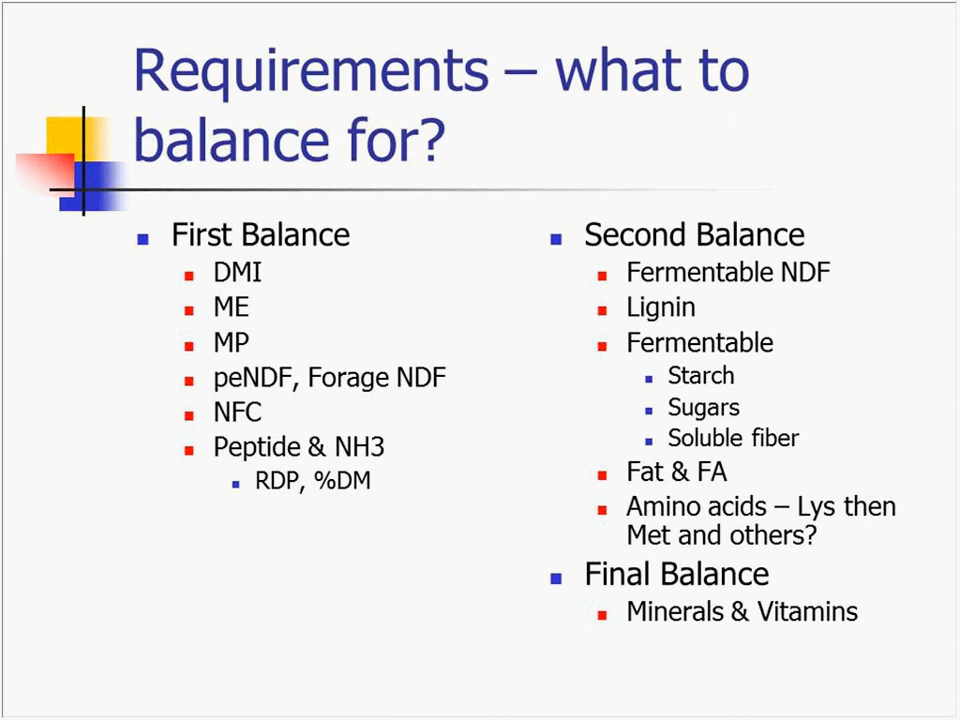 Requirements – what to
balance for?
First Balance
DMI
ME
MP
peNDF, Forage NDF
NFC
Peptide & NH3
RDP, %DM
Second Balance
Fermentable NDF
Lignin
Fermentable
Starch
Sugars
Soluble fiber
Fat & FA
Amino acids – Lys then
Met and others?
Final Balance
Minerals & Vitamins